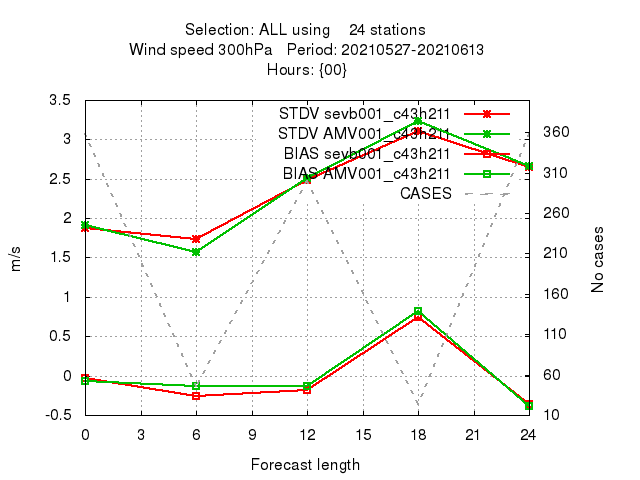 Selection: ALL using 24 stations
Wind speed 300hPa Period: 20210527-20210613
Hours: {00}
STDV sevb001_c43h211
STDV AMV001_c43h211
BIAS sevb001_c43h211
BIAS AMV001_c43h211
CASES
3.5
3
2.5
2
1.5
1
0.5
0
-0.5
m/s
360
310
260
210
160
110
60
10
No cases
0 3 6 9 12 15 18 21 24
Forecast length